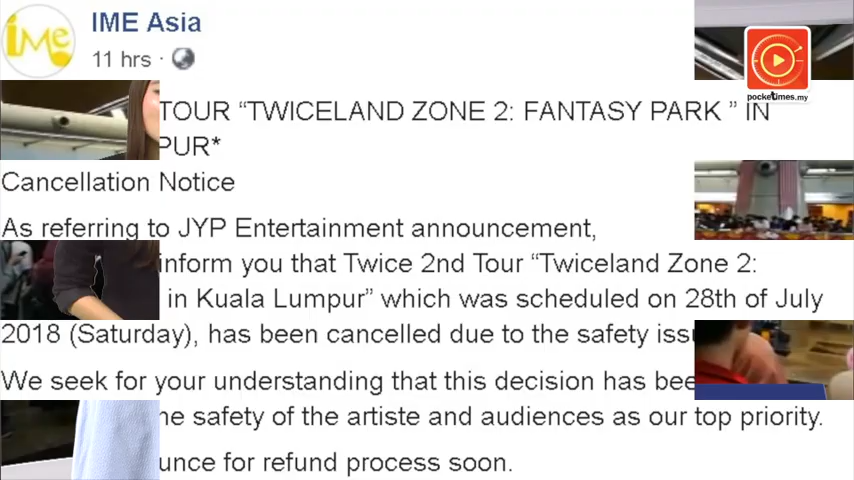 iMe
IME Asia
11 hrs ·
pocketimes.my
TOUR “TWICELAND ZONE 2: FANTASY PARK ” IN
PUR*
Cancellation Notice
As referring to JYP Entertainment announcement,
inform you that Twice 2nd Tour “Twiceland Zone 2:
in Kuala Lumpur” which was scheduled on 28th of July
2018 (Saturday), has been cancelled due to the safety iss
We seek for your understanding that this decision has bee
he safety of the artiste and audiences as our top priority.
unce for refund process soon.